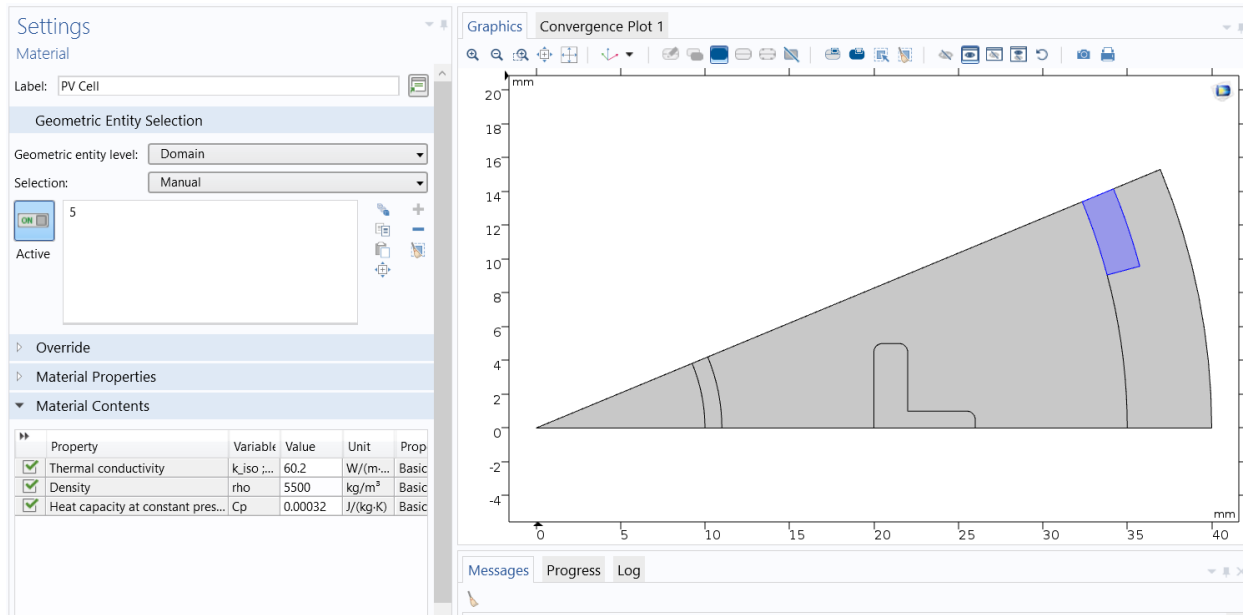 Settings
Material
Label: PV Cell
Geometric Entity Selection
Geometric entity level: Domain
Selection: Manual
ON
5
Active
Override
Material Properties
Material Contents
Property Variable Value Unit Prop
Thermal conductivity k_iso ;... 60.2 W/(m·... Basic
Density rho 5500 kg/m³ Basic
Heat capacity at constant pres... Cp 0.00032 J/(kg·K) Basic
Graphics Convergence Plot 1
mm
20
18
16
14
12
10
8
6
4
2
0
-2
-4
mm
0 5 10 15 20 25 30 35 40
Messages Progress Log